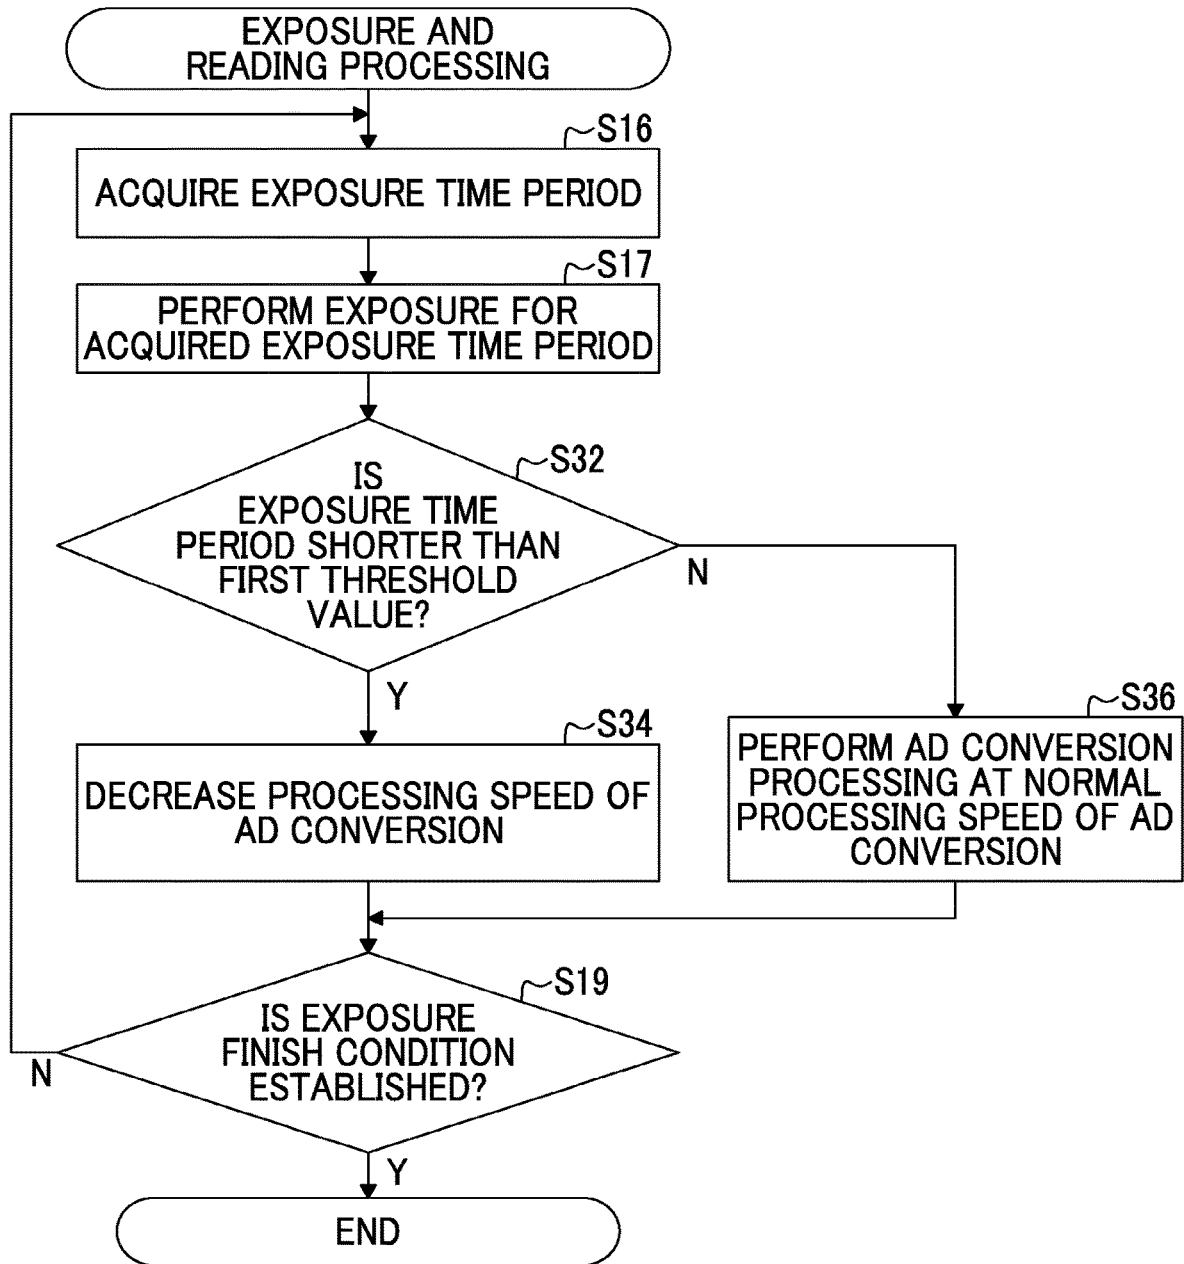 EXPOSURE AND
READING PROCESSING
S16
ACQUIRE EXPOSURE TIME PERIOD
S17
PERFORM EXPOSURE FOR
ACQUIRED EXPOSURE TIME PERIOD
S32
IS
EXPOSURE TIME
PERIOD SHORTER THAN
FIRST THRESHOLD
VALUE?
N
Y
S34
DECREASE PROCESSING SPEED OF
AD CONVERSION
S36
PERFORM AD CONVERSION
PROCESSING AT NORMAL
PROCESSING SPEED OF AD
CONVERSION
S19
IS EXPOSURE
FINISH CONDITION
ESTABLISHED?
N
Y
END